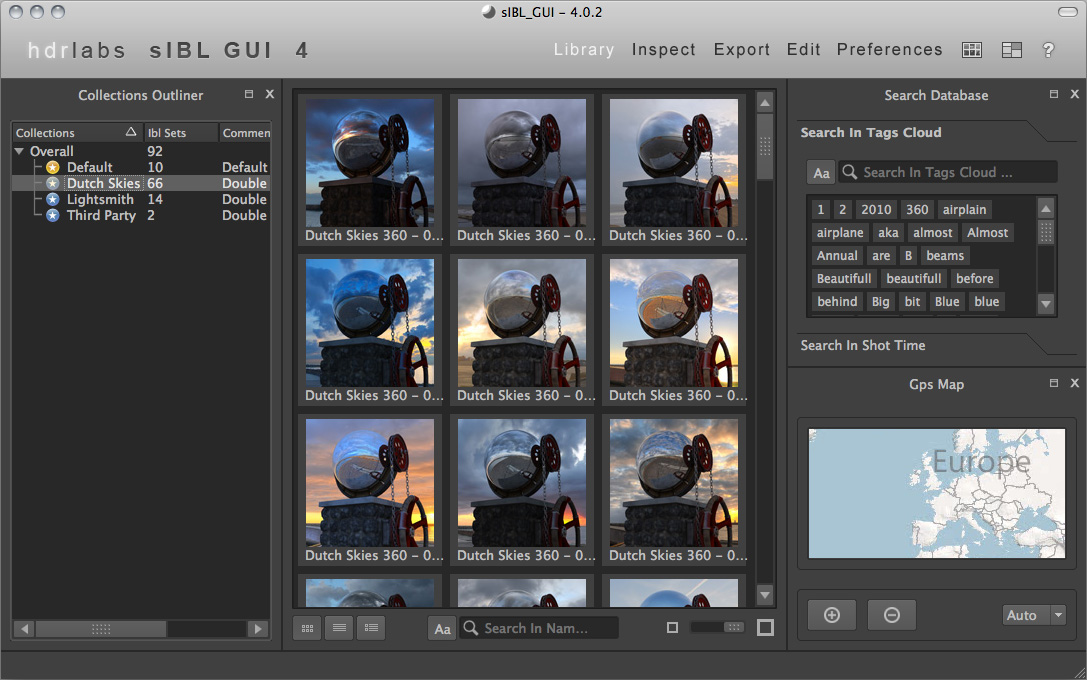 sIBL_GUI – 4.0.2
hdrlabs sIBL GUI 4
Library Inspect Export Edit Preferences ?
Collections Outliner
Collections Ibl Sets Commen
Overall 92
Default 10 Default
Dutch Skies 66 Double
Lightsmith 14 Double
Third Party 2 Double
Dutch Skies 360 – 0... Dutch Skies 360 – 0... Dutch Skies 360 – 0...
Dutch Skies 360 – 0... Dutch Skies 360 – 0... Dutch Skies 360 – 0...
Dutch Skies 360 – 0... Dutch Skies 360 – 0... Dutch Skies 360 – 0...
Aa Search In Nam...
Search Database
Search In Tags Cloud
Aa Search In Tags Cloud ...
1 2 2010 360 airplain
airplane aka almost Almost
Annual are B beams
Beautifull beautifull before
behind Big bit Blue blue
Search In Shot Time
Gps Map
Europe
Auto